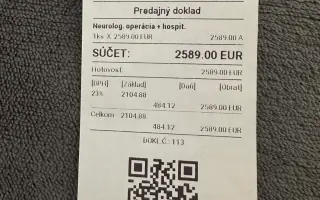 Predajný doklad
Neurolog. operácia + hospit.
1ks X 2589.00 EUR 2589.00 A
SÚČET: 2589.00 EUR
Hotovosť: 2589.00 EUR
[DPH] [Základ] [Daň] [Obrat]
23% 2104.88
484.12 2589.00 EUR
Celkom 2104.88
484.12 2589.00 EUR
DOKL.Č.: 113